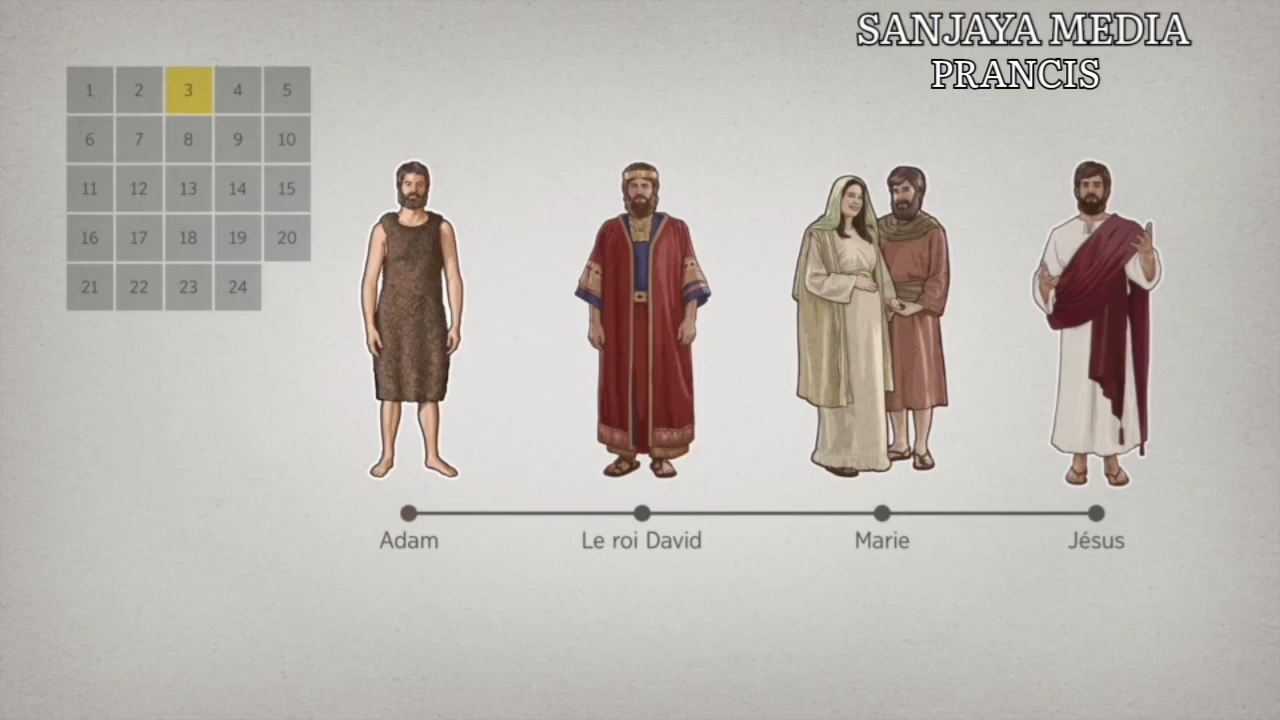 SANJAYA MEDIA
PRANCIS
1 2 3 4 5
6 7 8 9 10
11 12 13 14 15
16 17 18 19 20
21 22 23 24
Adam
Le roi David
Marie
Jésus